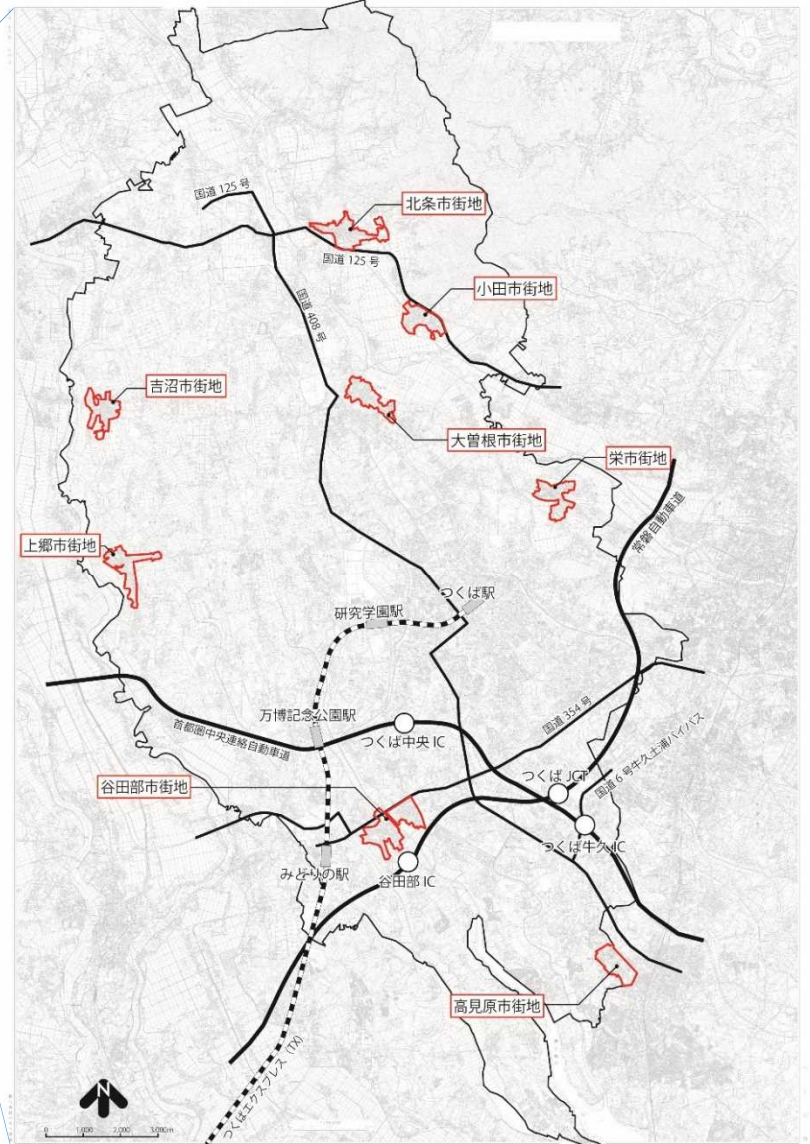 国道 125 号
北条市街地
国道 125 号
小田市街地
国道 408 号
吉沼市街地
大曽根市街地
栄市街地
常磐自動車道
上郷市街地
つくば駅
研究学園駅
国道 354 号
万博記念公園駅
首都圏中央連絡自動車道
つくば中央 IC
国道 6 号牛久土浦バイパス
つくば JCT
谷田部市街地
つくば牛久 IC
みどりの駅
谷田部 IC
高見原市街地
つくばエクスプレス (TX)
N
0 1,000 2,000 3,000m